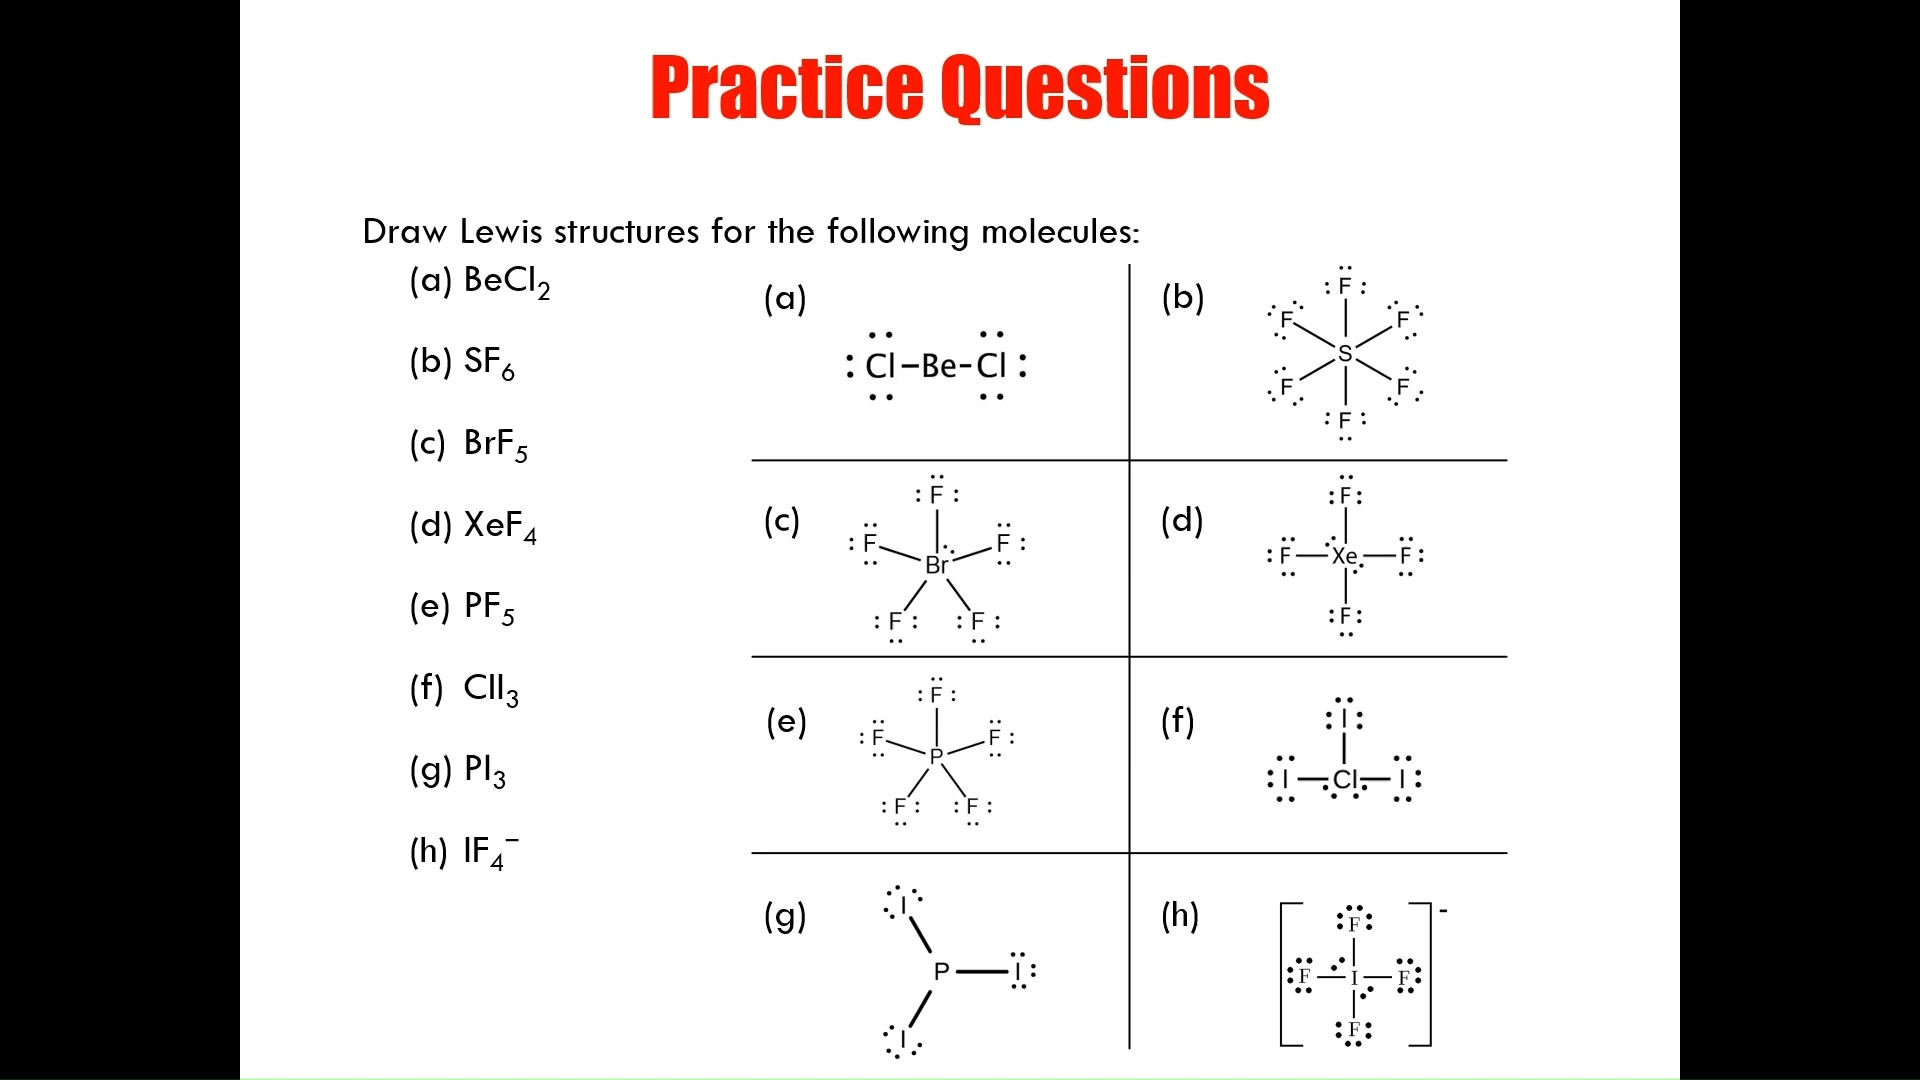 Practice Questions
Draw Lewis structures for the following molecules:
(a) BeCl₂
(b) SF₆
(c) BrF₅
(d) XeF₄
(e) PF₅
(f) ClI₃
(g) PI₃
(h) IF₄⁻
(a)
Cl–Be-Cl
(b)
F
F F
S
F F
F
(c)
F
F F
Br
F F
(d)
F
F Xe F
F
(e)
F
F F
P
F F
(f)
I
I Cl I
(g)
I
P I
I
(h)
F -
F I F
F